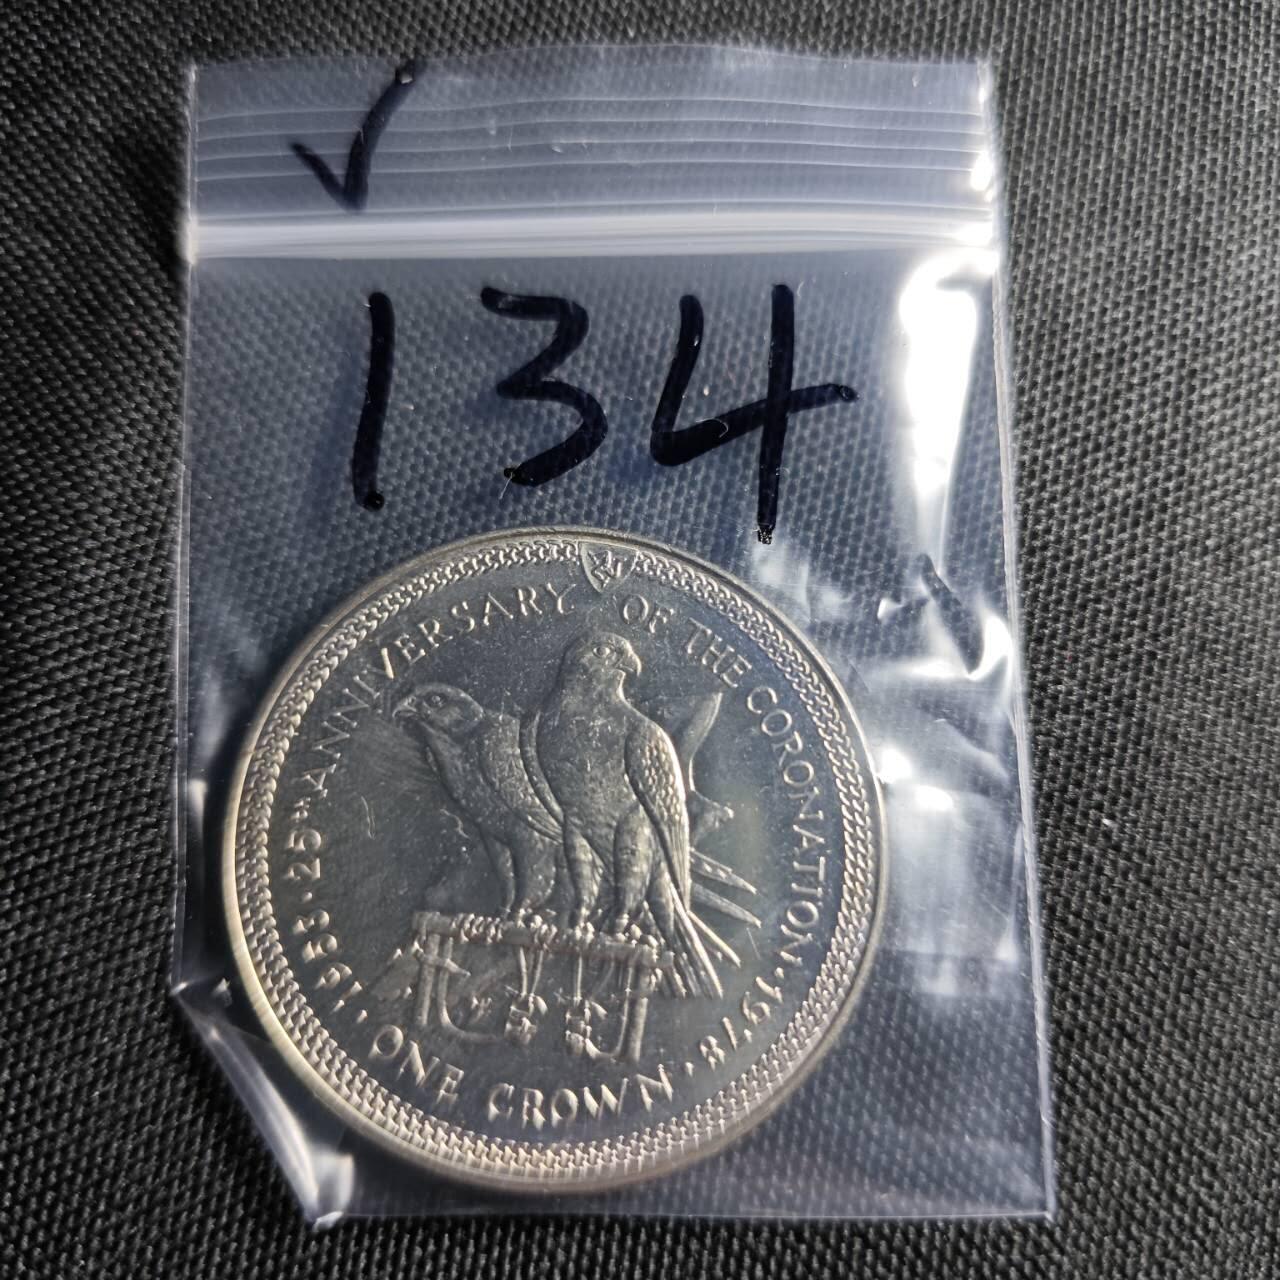 134
1953 · 25TH ANNIVERSARY OF THE CORONATION · 1978
· ONE CROWN ·